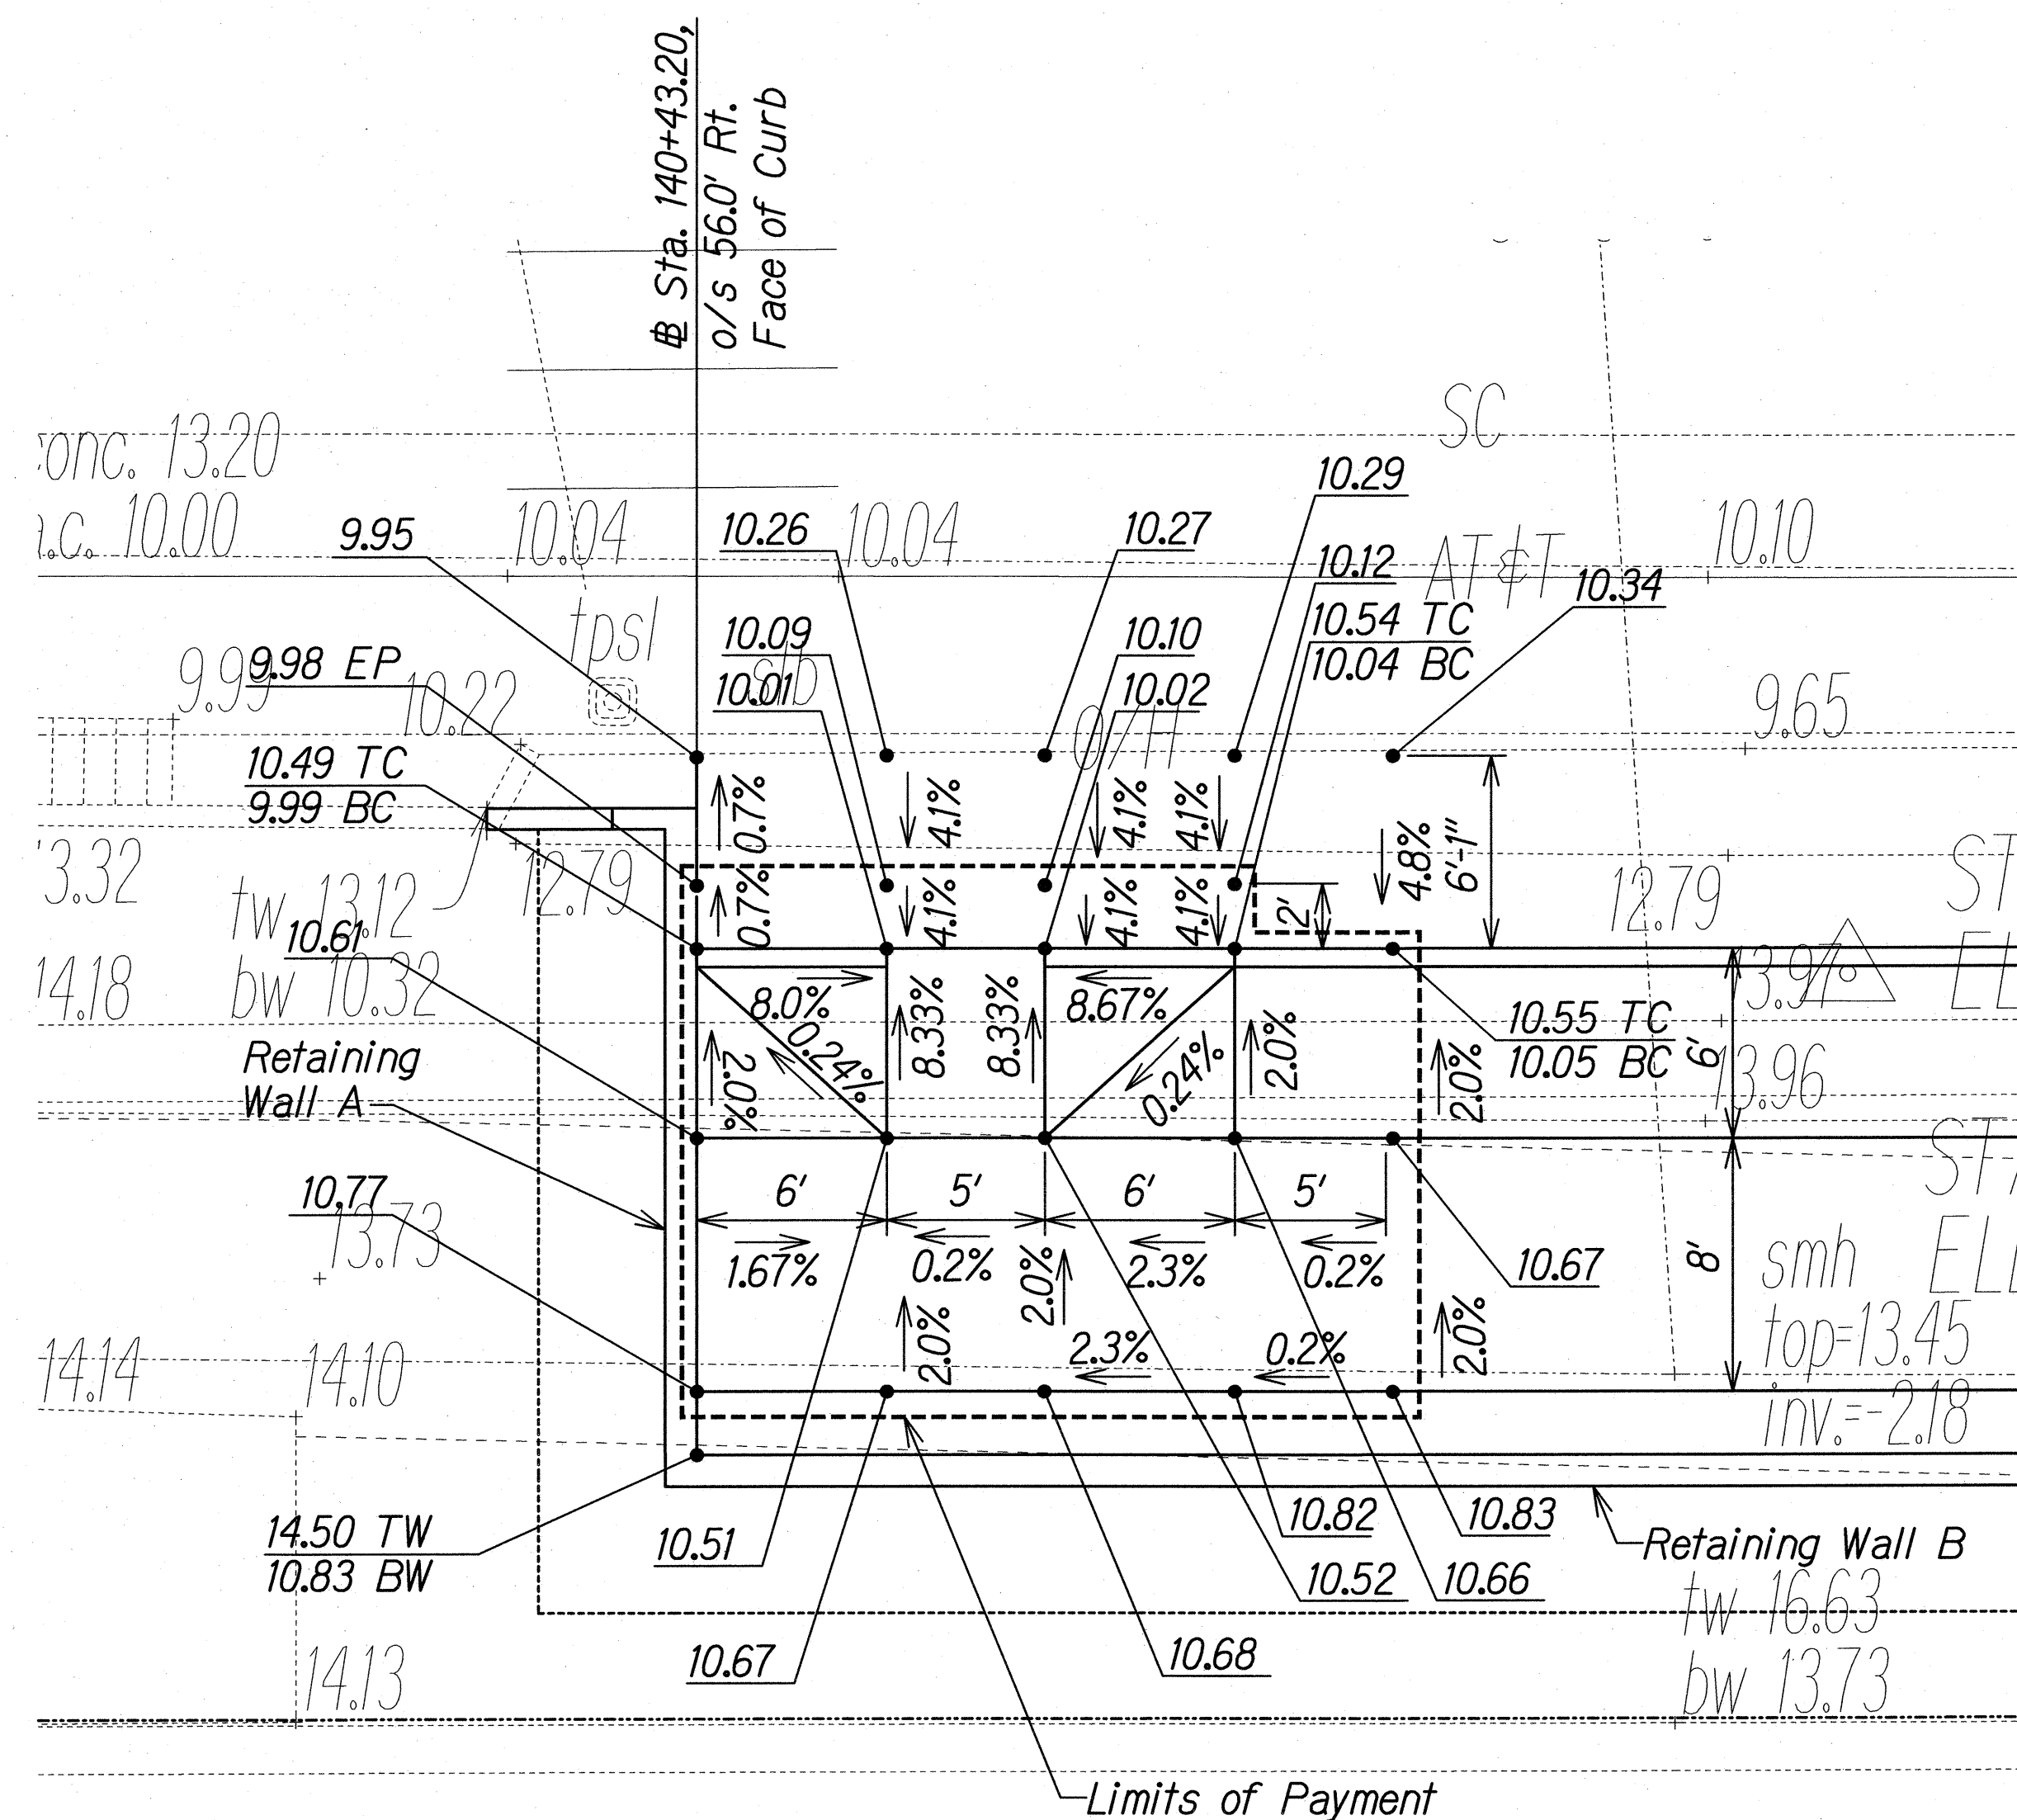 ℄ Sta. 140+43.20,
o/s 56.0' Rt.
Face of Curb
conc. 13.20
.c. 10.00
9.95
10.04
10.26
10.04
10.27
10.29
SC
10.12
AT&T
10.10
10.34
tpsl
9.99
9.98 EP
10.22
10.09
slb
10.01
10.10
10.02
O/H
10.54 TC
10.04 BC
9.65
10.49 TC
9.99 BC
0.7%
4.1%
4.1%
4.1%
4.8%
6'-1"
'3.32
tw 13.12
12.79
0.7%
4.1%
4.1%
4.1%
2'
12.79
ST
10.61
14.18
bw 10.32
8.0%
8.33%
8.33%
8.67%
13.97
EL
10.55 TC
10.05 BC
6'
Retaining
Wall A
2.0%
0.24%
0.24%
2.0%
2.0%
13.96
10.77
13.73
6'
5'
6'
5'
ST
1.67%
0.2%
2.0%
2.3%
0.2%
10.67
8'
smh
EL
top=13.45
inv.=-2.18
14.14
14.10
2.0%
2.3%
0.2%
2.0%
14.50 TW
10.83 BW
10.51
10.82
10.83
Retaining Wall B
10.52
10.66
tw 16.63
bw 13.73
14.13
10.67
10.68
Limits of Payment